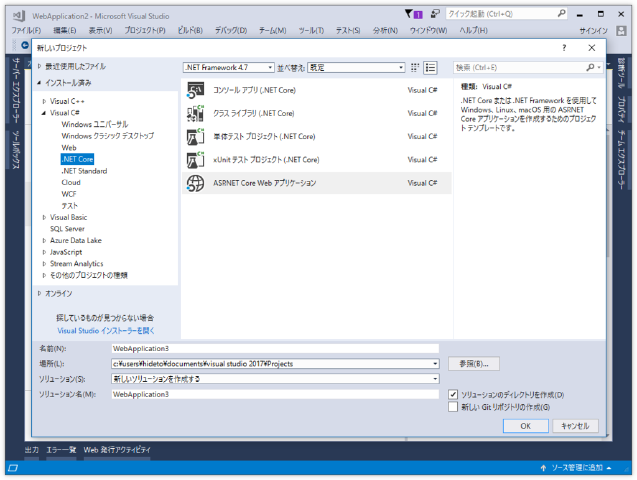 WebApplication2 - Microsoft Visual Studio
1
クイック起動 (Ctrl+Q)
ファイル(F) 編集(E) 表示(V) プロジェクト(P) ビルド(B) デバッグ(D) チーム(M) ツール(T) テスト(S) 分析(N) ウィンドウ(W) ヘルプ(H) サインイン
サーバー エクスプローラー
ツールボックス
新しいプロジェクト
最近使用したファイル
.NET Framework 4.7 並べ替え: 既定
検索 (Ctrl+E)
インストール済み
Visual C++
Visual C#
Windows ユニバーサル
Windows クラシック デスクトップ
Web
.NET Core
.NET Standard
Cloud
WCF
テスト
Visual Basic
SQL Server
Azure Data Lake
JavaScript
Stream Analytics
その他のプロジェクトの種類
オンライン
探しているものが見つからない場合
Visual Studio インストーラーを開く
コンソール アプリ (.NET Core) Visual C#
クラス ライブラリ (.NET Core) Visual C#
単体テスト プロジェクト (.NET Core) Visual C#
xUnit テスト プロジェクト (.NET Core) Visual C#
ASP.NET Core Web アプリケーション Visual C#
種類: Visual C#
.NET Core または .NET Framework を使用して
Windows、Linux、macOS 用の ASP.NET
Core アプリケーションを作成するためのプロジェク
ト テンプレートです。
名前(N): WebApplication3
場所(L): c:¥users¥hideto¥documents¥visual studio 2017¥Projects
参照(B)...
ソリューション(S): 新しいソリューションを作成する
ソリューション名(M): WebApplication3
ソリューションのディレクトリを作成(D)
新しい Git リポジトリの作成(G)
OK キャンセル
診断ツール
プロパティ
チーム エクスプローラー
出力 エラー一覧 Web 発行アクティビティ
ソース管理に追加